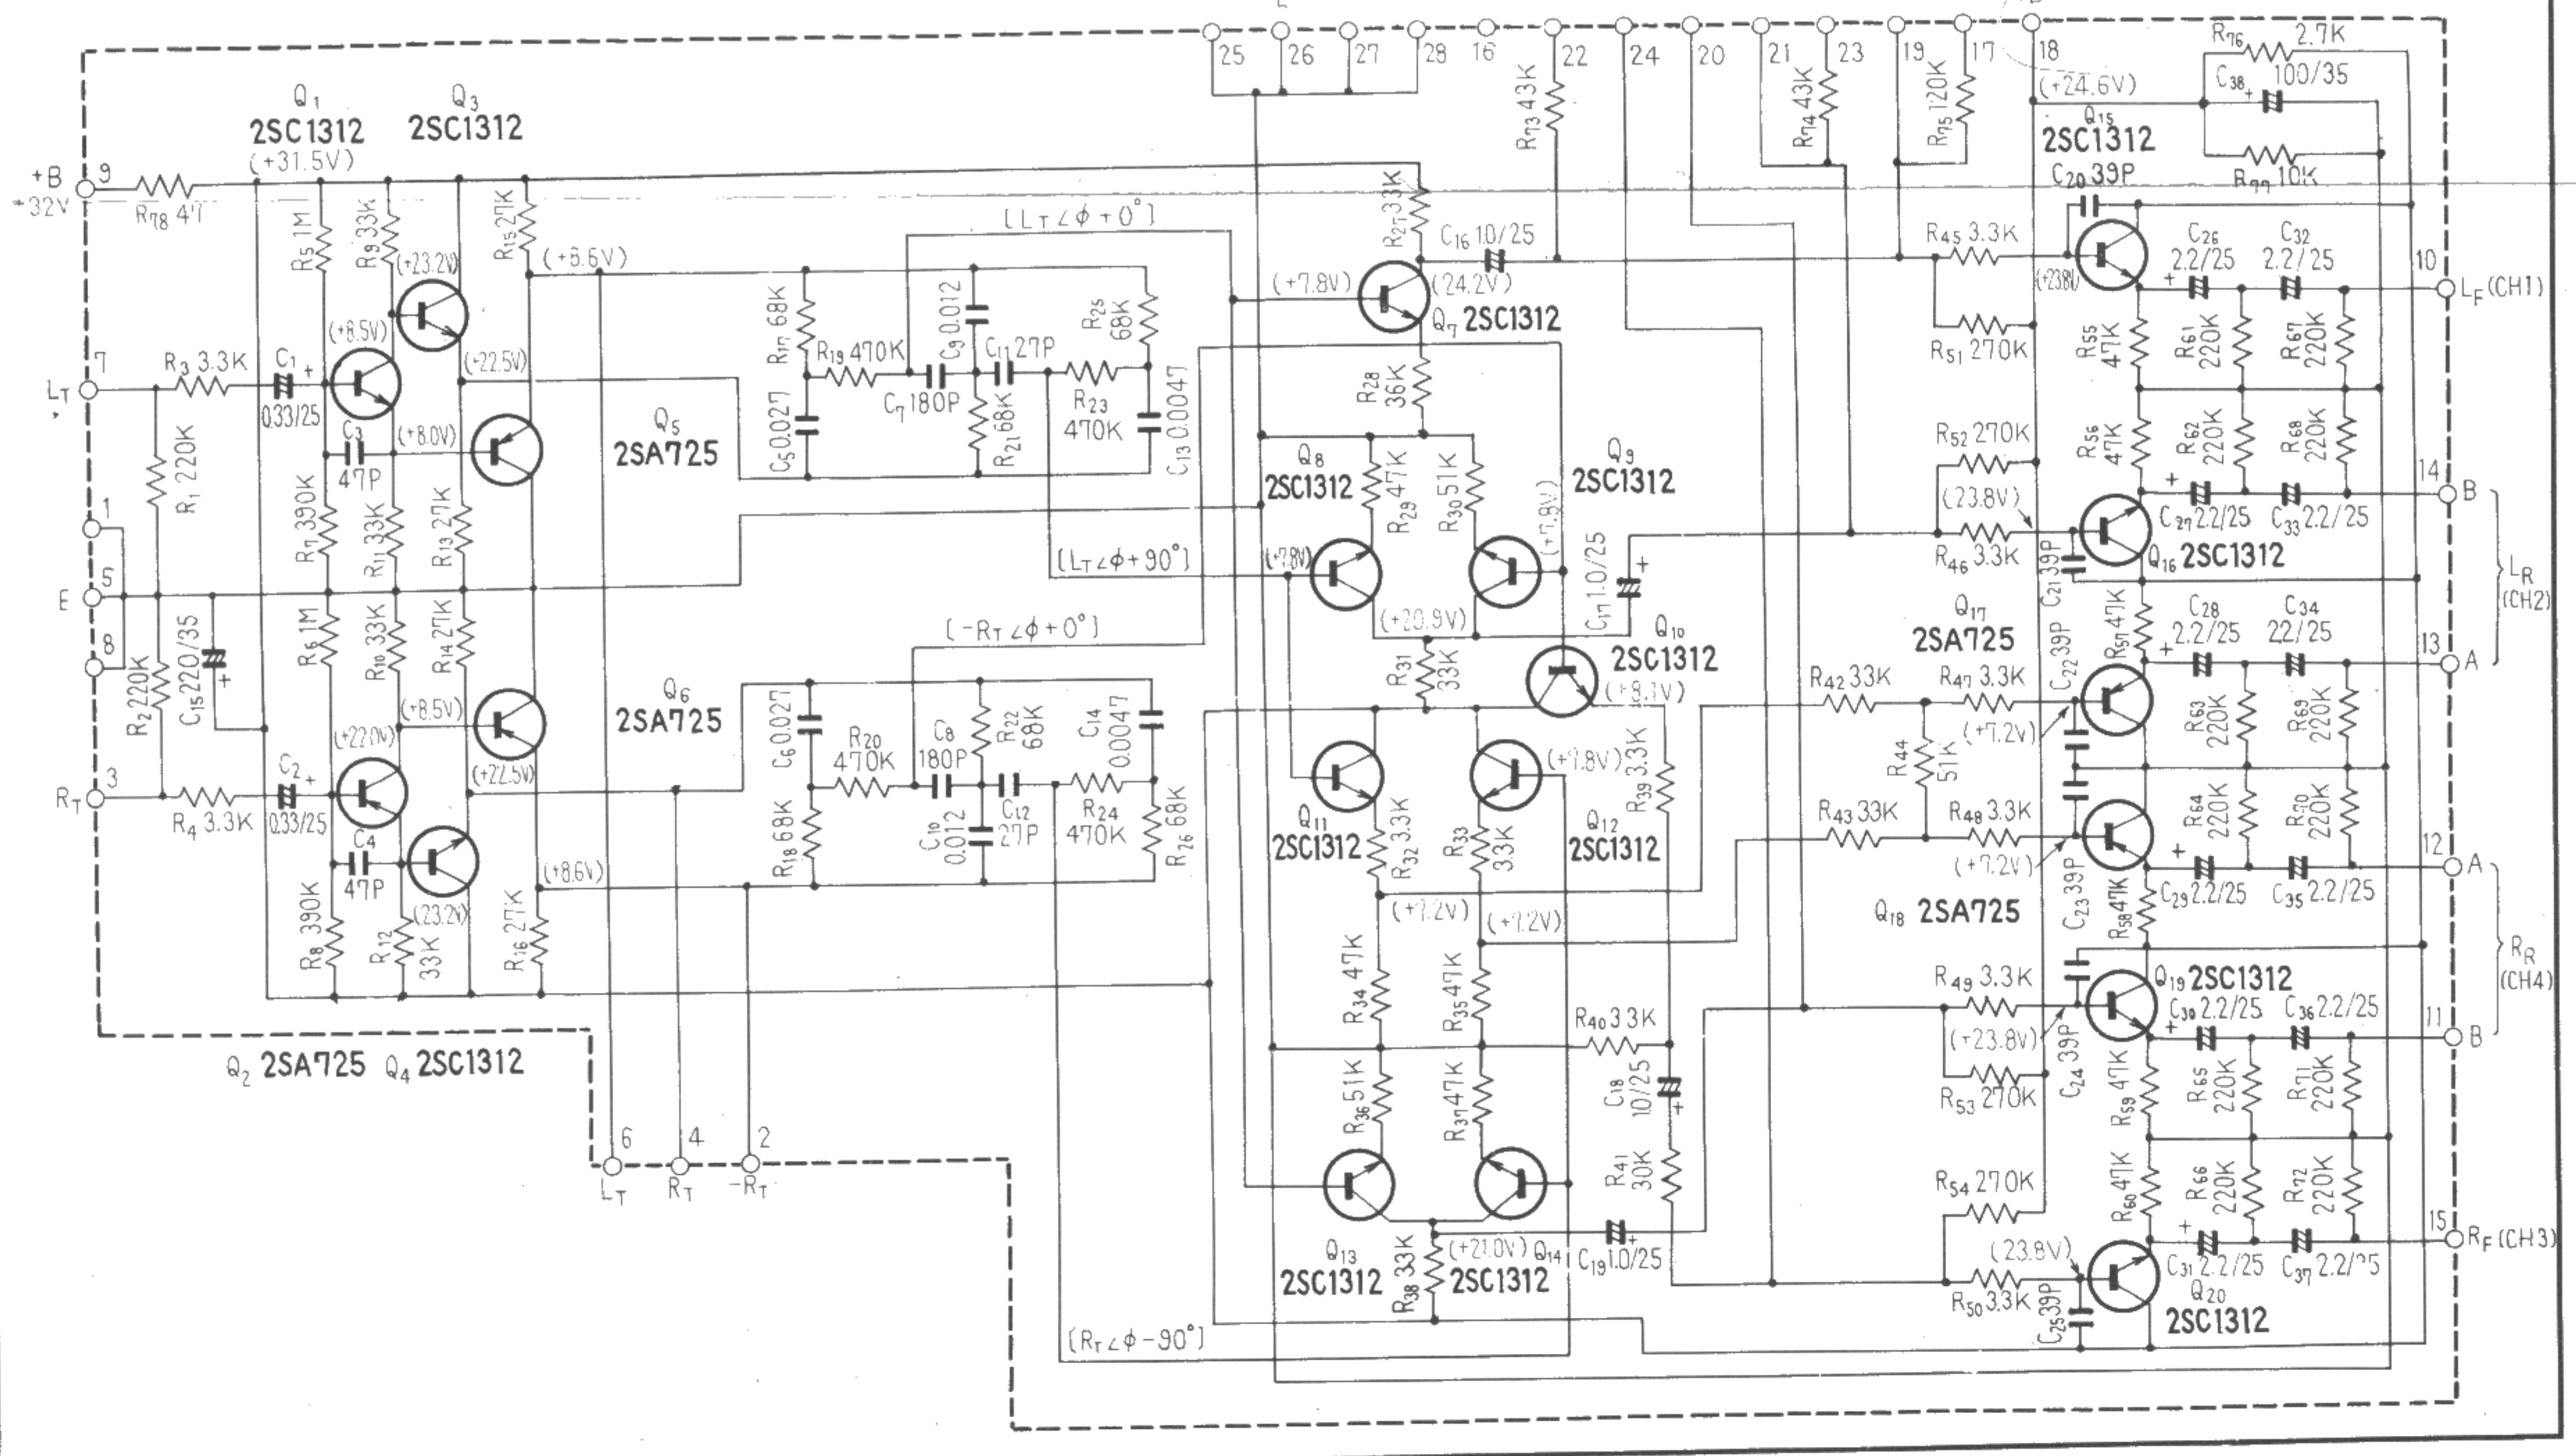 25 26 27 28 16 22 24 20 21 23 19 17 18
R76 2.7K
C38 + 100/35
R77 10K
(+24.6V)
R73 43K
R74 43K
R75 120K
Q1
2SC1312
(+31.5V)
Q3
2SC1312
+B 9
+32V
R78 47
R5 1M
R9 33K
(+23.2V)
R15 27K
(+8.6V)
[LT∠φ+0°]
R27 33K
C16 1.0/25
(+7.8V)
(24.2V)
Q7 2SC1312
Q15
2SC1312
C20 39P
R45 3.3K
(+23.8V)
C26
2.2/25
+
C32
2.2/25
10
LF (CH1)
7
LT
R3 3.3K
C1 +
0.33/25
(+8.5V)
(+22.5V)
R17 68K
R19 470K
C9 0.012
C11 27P
C7 180P
R25
68K
R23
470K
R21 68K
C5 0.027
C13 0.0047
R28
36K
R51 270K
R55
47K
R61
220K
R67
220K
R1 220K
C3
47P
(+8.0V)
Q5
2SA725
Q8
2SC1312
R29 47K
R30 51K
Q9
2SC1312
(+7.8V)
R52 270K
(23.8V)
R46 3.3K
R56
47K
R62
220K
R68
220K
14
B
+
C27 2.2/25
C33 2.2/25
Q16 2SC1312
C21 39P
1
5
E
8
R7 390K
R11 33K
R13 27K
[LT∠φ+90°]
(+7.8V)
C17 1.0/25
+
(+20.9V)
LR
(CH2)
R2 220K
C15 220/35
+
R6 1M
R10 33K
R14 27K
[-RT∠φ+0°]
R31
33K
Q10
2SC1312
(+8.1V)
Q17
2SA725
C22 39P
R57 47K
C28
+ 2.2/25
C34
22/25
13
A
R42 33K
R47 3.3K
(+7.2V)
R44
51K
R63
220K
R69
220K
Q6
2SA725
(+8.5V)
(+22.0V)
(+22.5V)
C6 0.027
R20
470K
C8
180P
R22
68K
C14
0.0047
C10
0.012
C12
27P
R24
470K
R18 68K
R26 68K
3
RT
R4 3.3K
C2 +
0.33/25
C4
47P
(23.2V)
(+8.6V)
R8 390K
R12
33K
R16 27K
Q11
2SC1312
R32 3.3K
R33
3.3K
(+7.8V)
Q12
2SC1312
R39 3.3K
R43 33K
R48 3.3K
(+7.2V)
R64
220K
R70
220K
12
A
+
C29 2.2/25
C35 2.2/25
Q18 2SA725
C23 39P
R58 47K
(+7.2V)
(+7.2V)
R34 47K
R35 47K
R40 33K
R49 3.3K
(+23.8V)
Q19 2SC1312
C30 2.2/25
+
C36 2.2/25
11
B
RR
(CH4)
C24 39P
R53 270K
R59 47K
R65
220K
R71
220K
Q2 2SA725 Q4 2SC1312
R36 51K
R37 47K
C18
1.0/25
+
R41
30K
6 4 2
LT RT -RT
R54 270K
R60 47K
R66
220K
R72
220K
15
RF (CH3)
(23.8V)
+
C31 2.2/25
C37
Q20
2SC1312
R50 3.3K
C25 39P
Q13
2SC1312
R38 33K
(+21.0V) Q14
2SC1312
C19 1.0/25
+
[RT∠φ-90°]